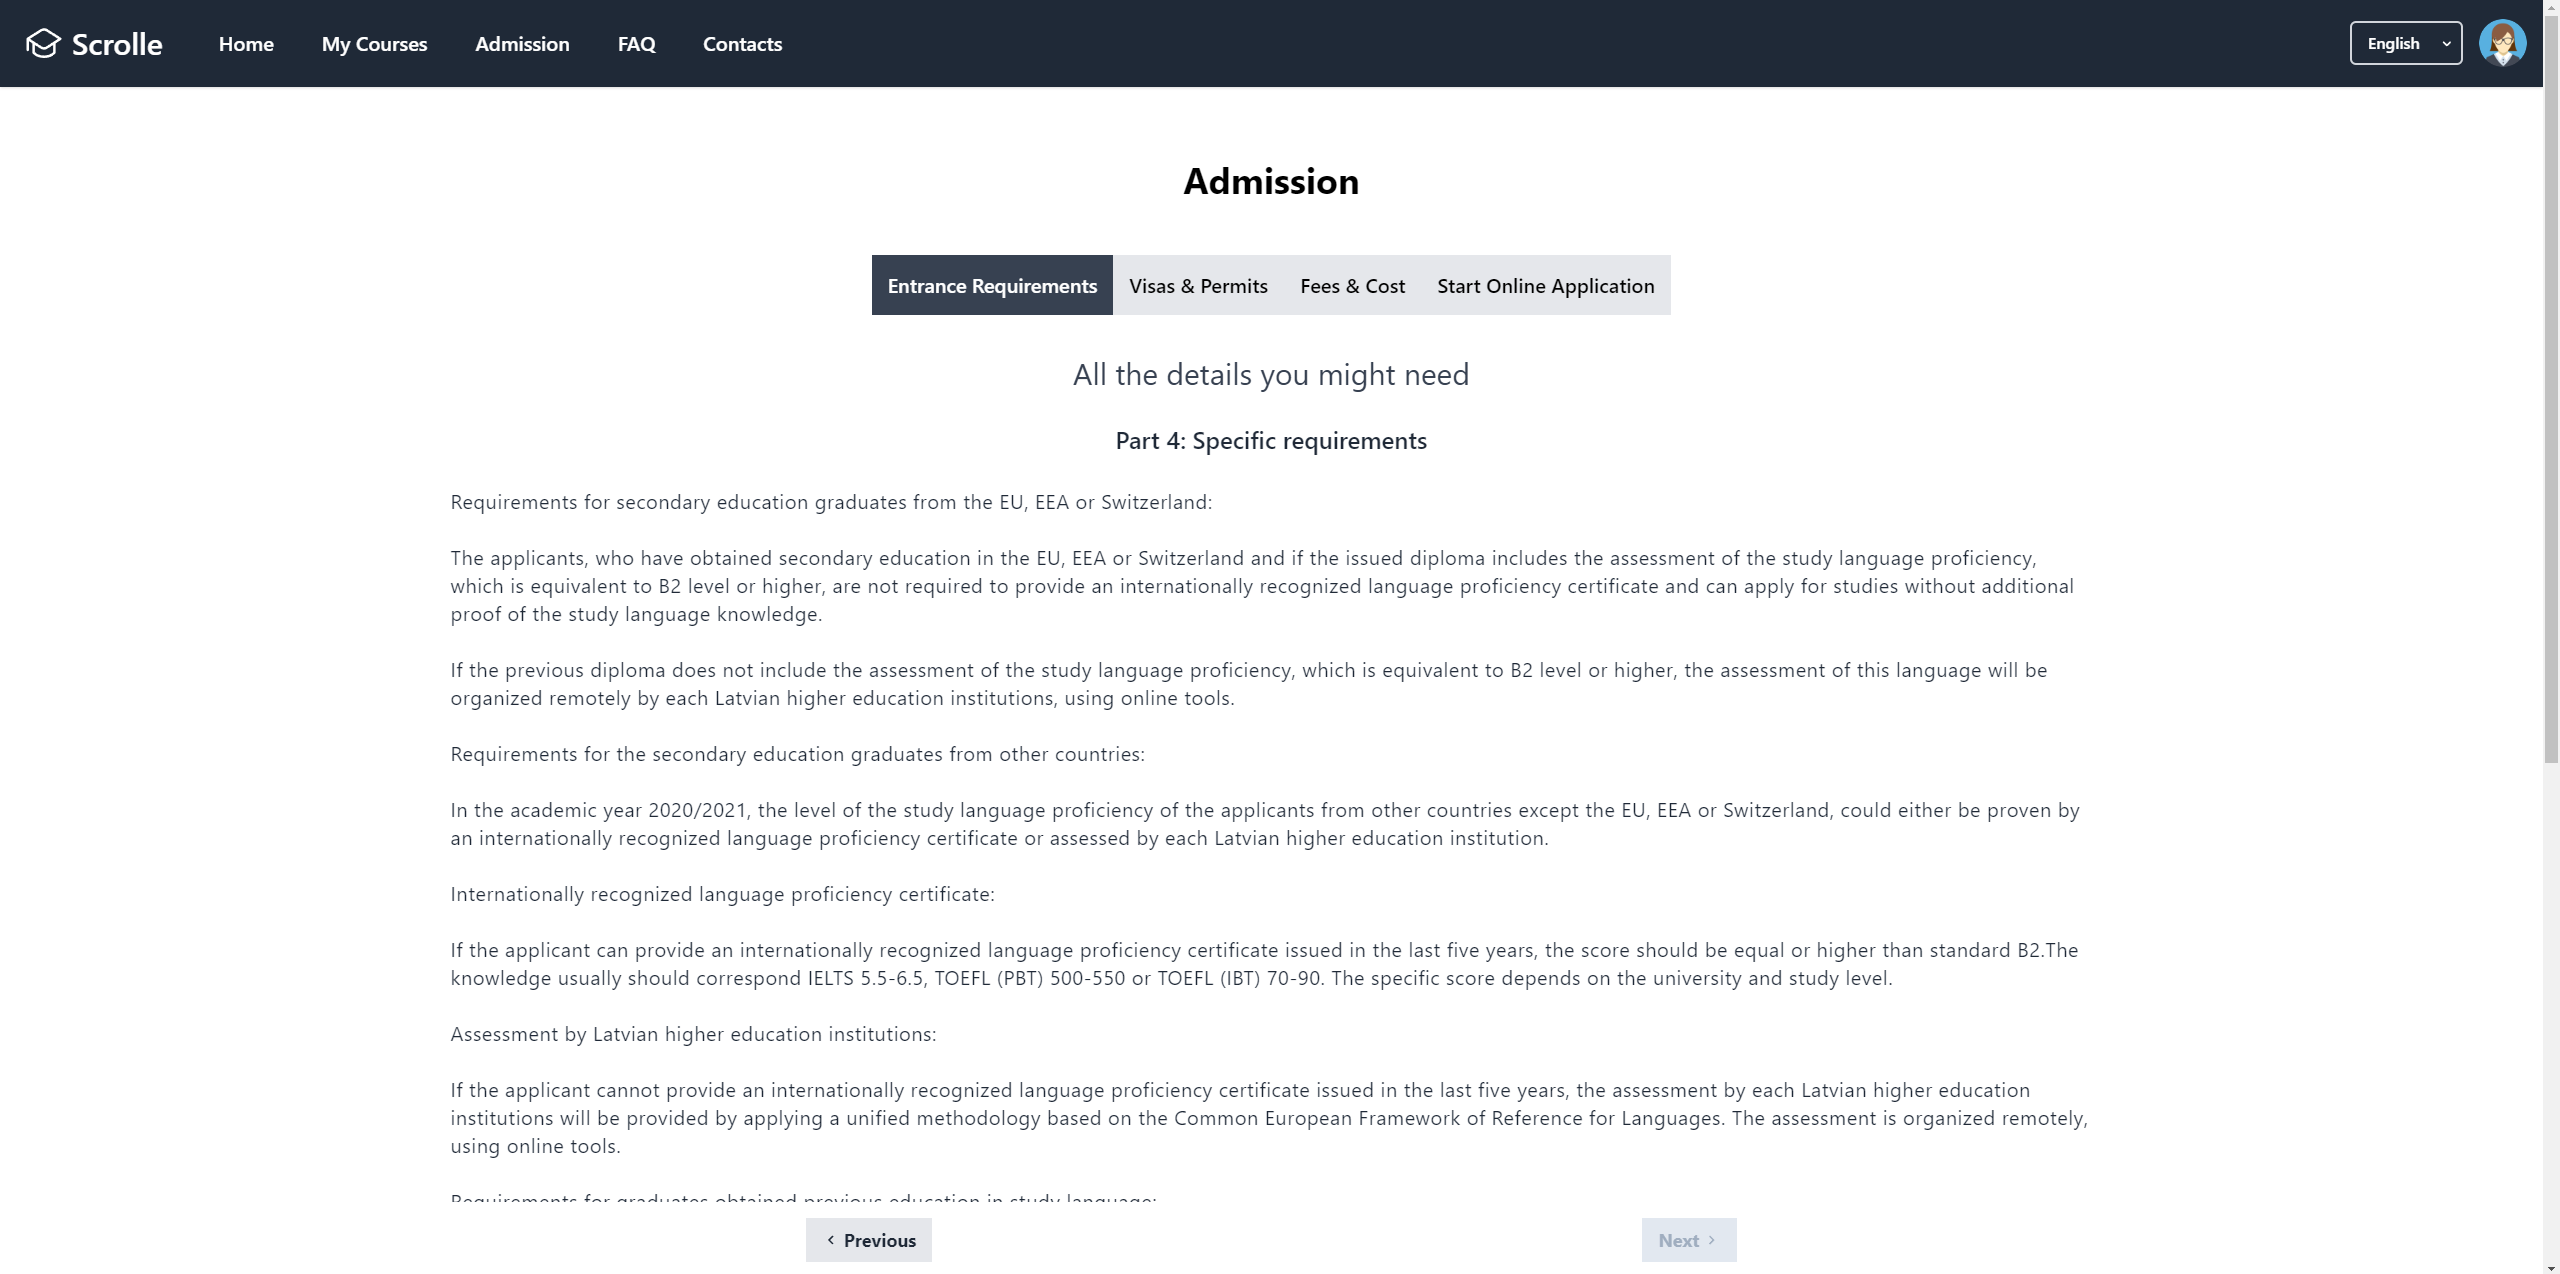 Scrolle
Home
My Courses
Admission
FAQ
Contacts
English
Admission
Entrance Requirements
Visas & Permits
Fees & Cost
Start Online Application
All the details you might need
Part 4: Specific requirements
Requirements for secondary education graduates from the EU, EEA or Switzerland:
The applicants, who have obtained secondary education in the EU, EEA or Switzerland and if the issued diploma includes the assessment of the study language proficiency,
which is equivalent to B2 level or higher, are not required to provide an internationally recognized language proficiency certificate and can apply for studies without additional
proof of the study language knowledge.
If the previous diploma does not include the assessment of the study language proficiency, which is equivalent to B2 level or higher, the assessment of this language will be
organized remotely by each Latvian higher education institutions, using online tools.
Requirements for the secondary education graduates from other countries:
In the academic year 2020/2021, the level of the study language proficiency of the applicants from other countries except the EU, EEA or Switzerland, could either be proven by
an internationally recognized language proficiency certificate or assessed by each Latvian higher education institution.
Internationally recognized language proficiency certificate:
If the applicant can provide an internationally recognized language proficiency certificate issued in the last five years, the score should be equal or higher than standard B2.The
knowledge usually should correspond IELTS 5.5-6.5, TOEFL (PBT) 500-550 or TOEFL (IBT) 70-90. The specific score depends on the university and study level.
Assessment by Latvian higher education institutions:
If the applicant cannot provide an internationally recognized language proficiency certificate issued in the last five years, the assessment by each Latvian higher education
institutions will be provided by applying a unified methodology based on the Common European Framework of Reference for Languages. The assessment is organized remotely,
using online tools.
Requirements for graduates obtained previous education in study language:
Previous
Next